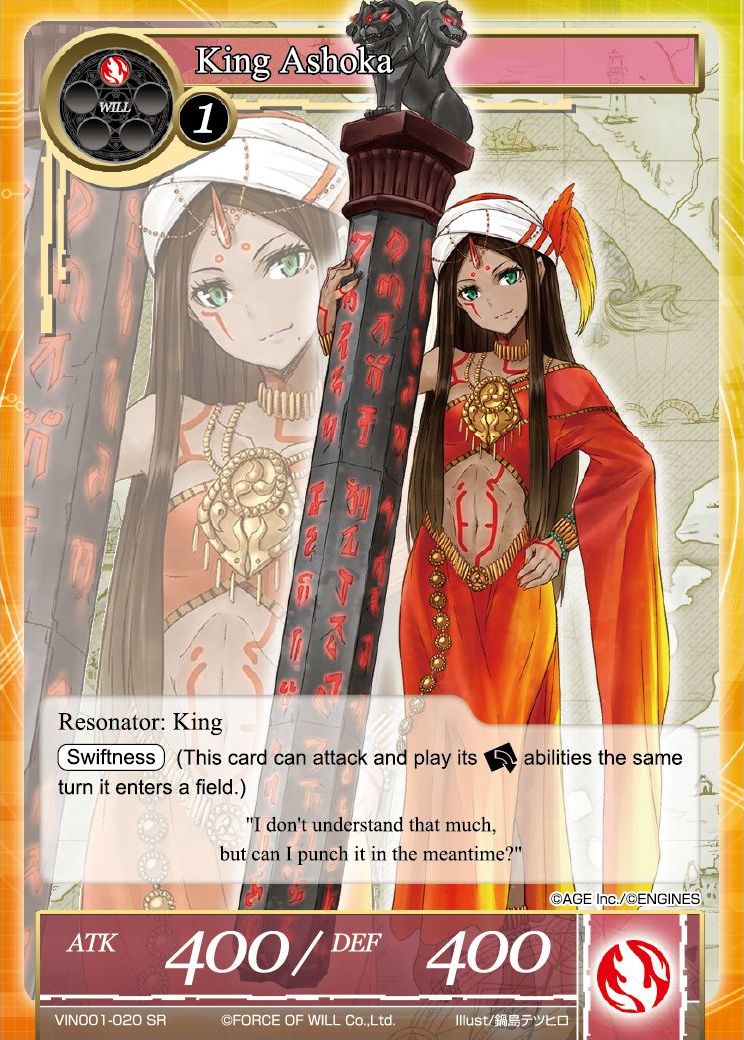 King Ashoka
WILL
1
Resonator: King
Swiftness (This card can attack and play its abilities the same
turn it enters a field.)
"I don't understand that much,
but can I punch it in the meantime?"
©AGE Inc./©ENGINES
ATK 400/ DEF 400
VIN001-020 SR ©FORCE OF WILL Co.,Ltd. Illust/鍋島テツヒロ